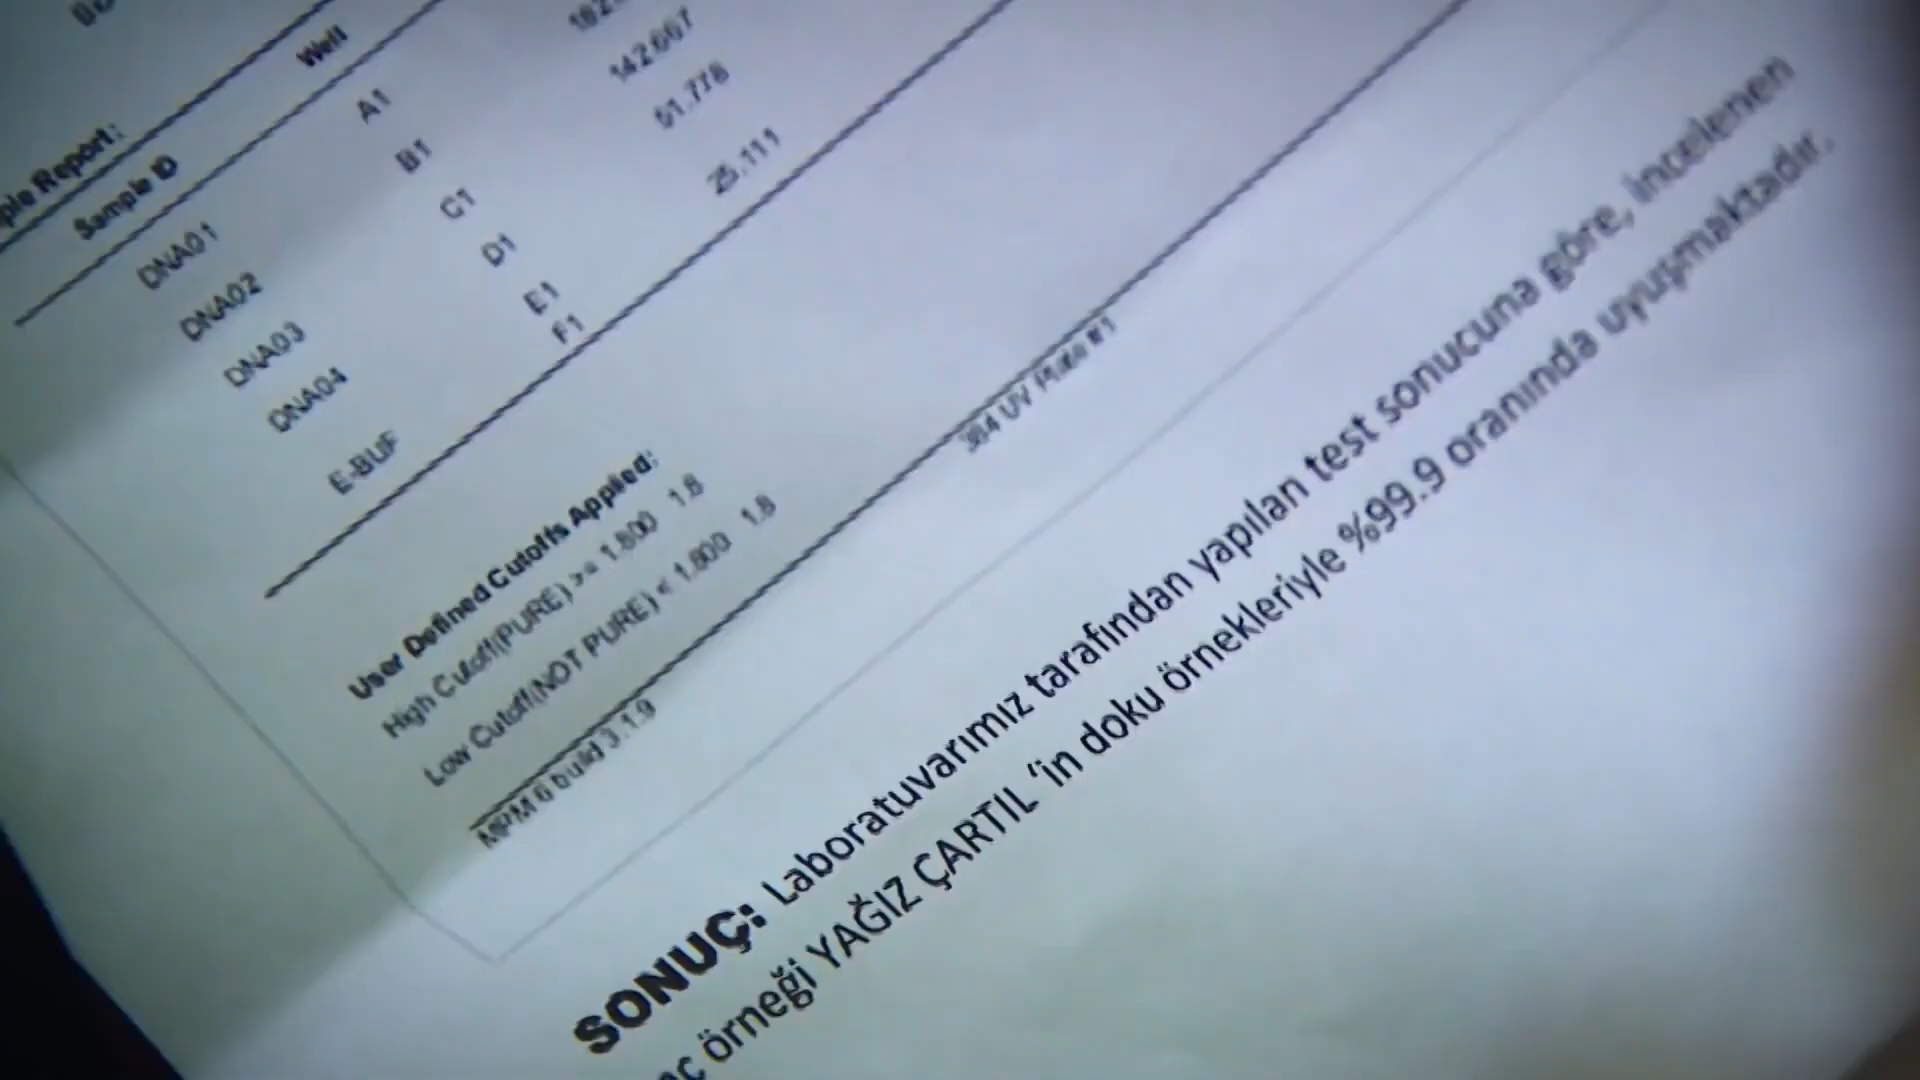 Report:
Sample ID Well
DNA01 A1
DNA02 B1 142.667
DNA03 C1 51.778
DNA04 D1 25.111
E1
E-BUF F1
User Defined Cutoffs Applied:
High Cutoff(PURE) >= 1.800 1.8
Low Cutoff(NOT PURE) < 1.800 1.8
MPM 6 build 3.1.9 384 UV Plate #1
SONUÇ: Laboratuvarımız tarafından yapılan test sonucuna göre, incelenen
örneği YAĞIZ ÇARTIL ‘in doku örnekleriyle %99.9 oranında uyuşmaktadır.